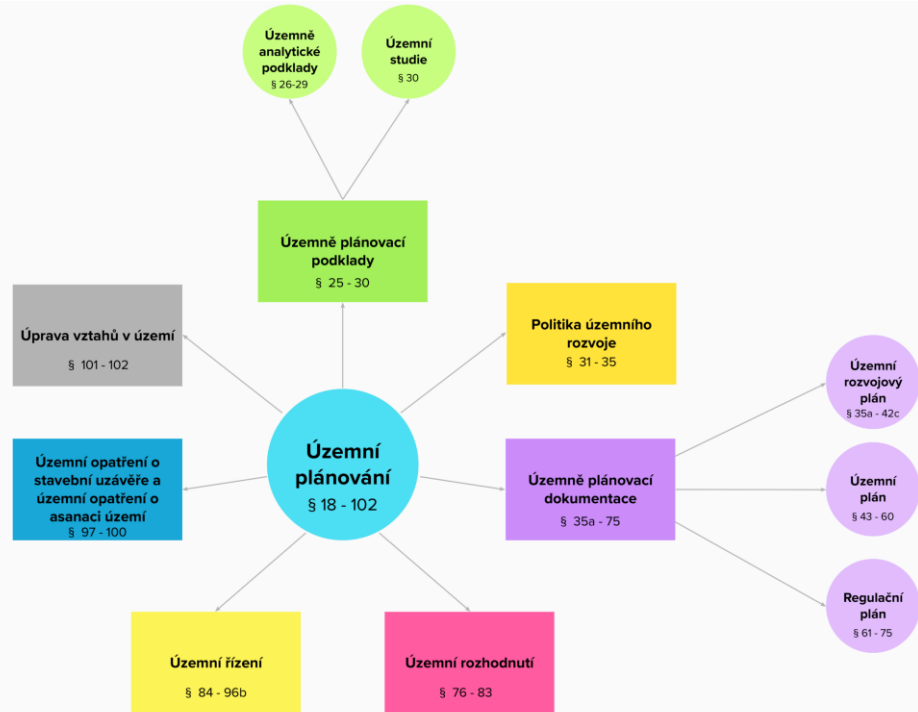 Územně
analytické
podklady
§ 26-29
Územní
studie
§ 30
Územně plánovací
podklady
§ 25 - 30
Úprava vztahů v území
§ 101 - 102
Politika územního
rozvoje
§ 31 - 35
Územní
rozvojový
plán
§ 35a - 42c
Územní
plánování
§ 18 - 102
Územní opatření o
stavební uzávěře a
územní opatření o
asanaci území
§ 97 - 100
Územně plánovací
dokumentace
§ 35a - 75
Územní
plán
§ 43 - 60
Regulační
plán
§ 61 - 75
Územní řízení
§ 84 - 96b
Územní rozhodnutí
§ 76 - 83